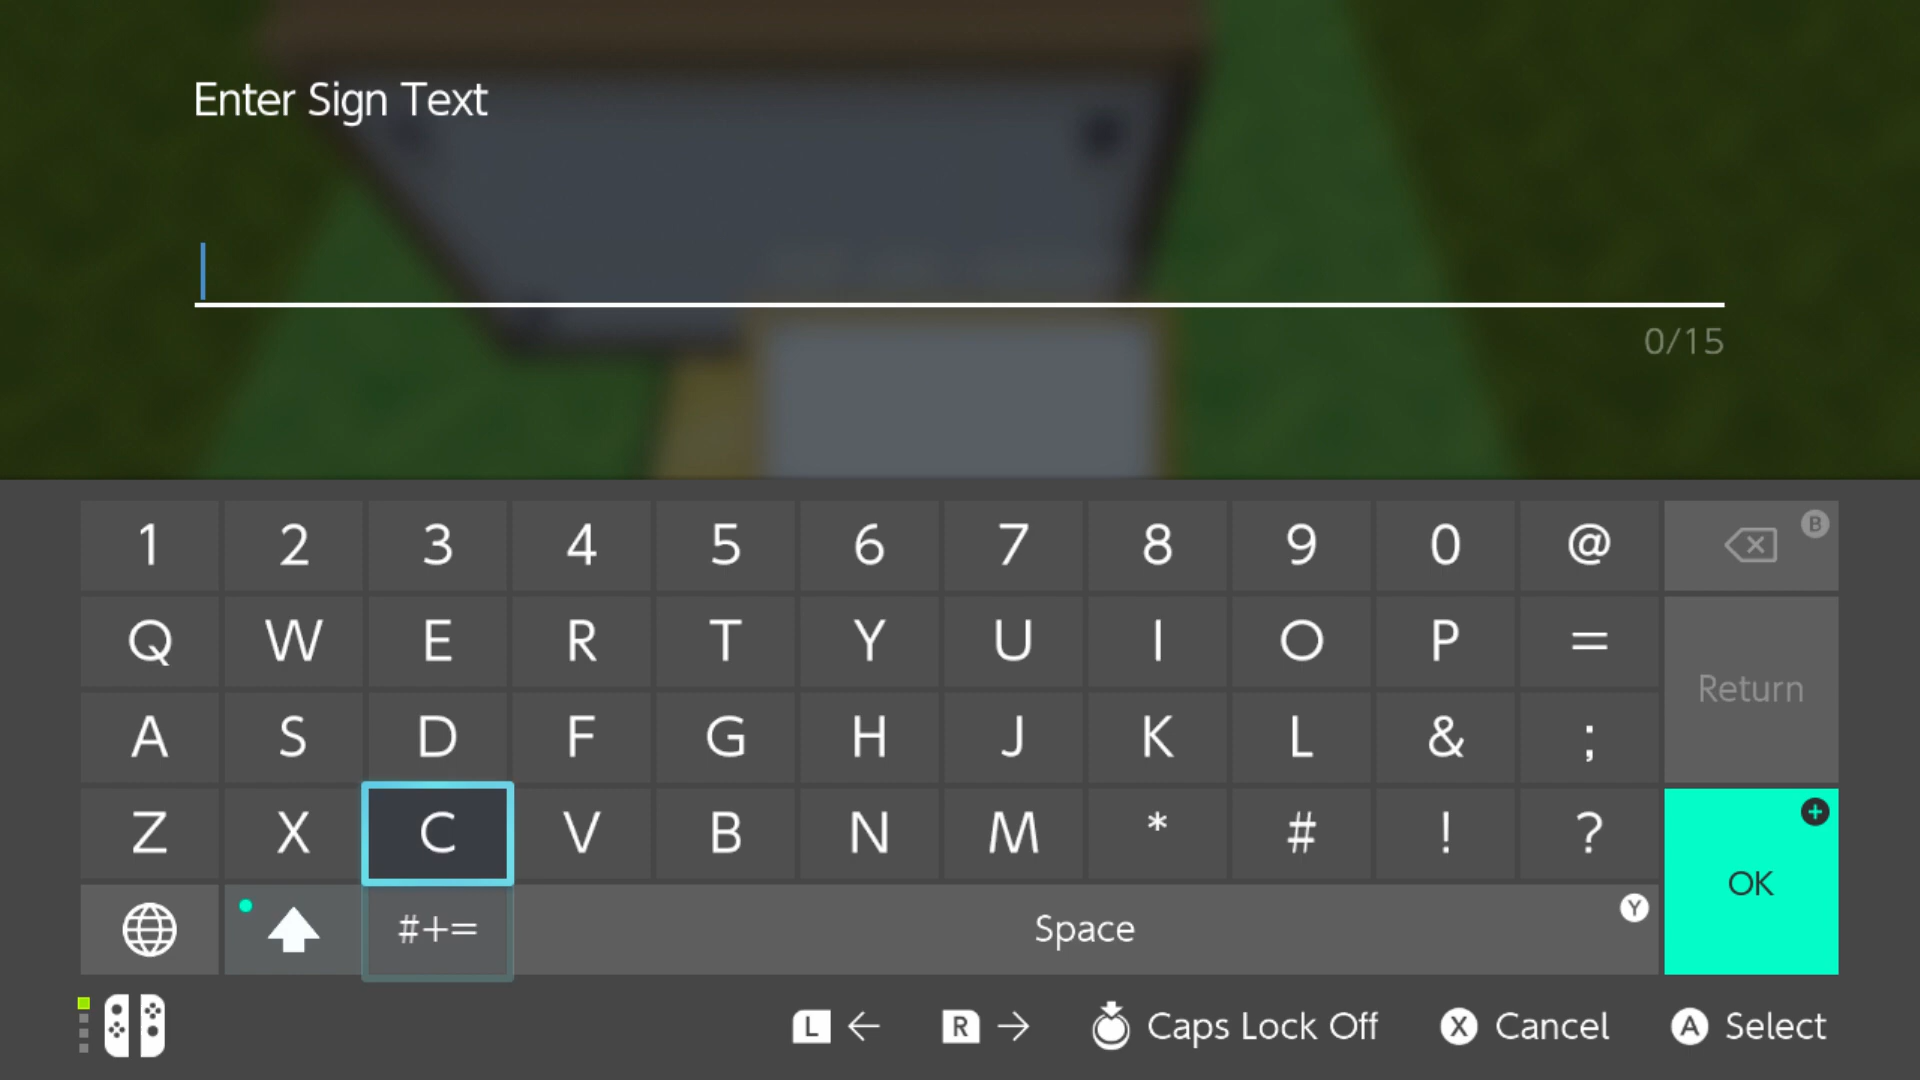 Enter Sign Text
0/15
1 2 3 4 5 6 7 8 9 0 @ B
Q W E R T Y U I O P =
Return
A S D F G H J K L & ;
Z X C V B N M * # ! ? +
OK
#+= Space Y
L ← R → Caps Lock Off X Cancel A Select